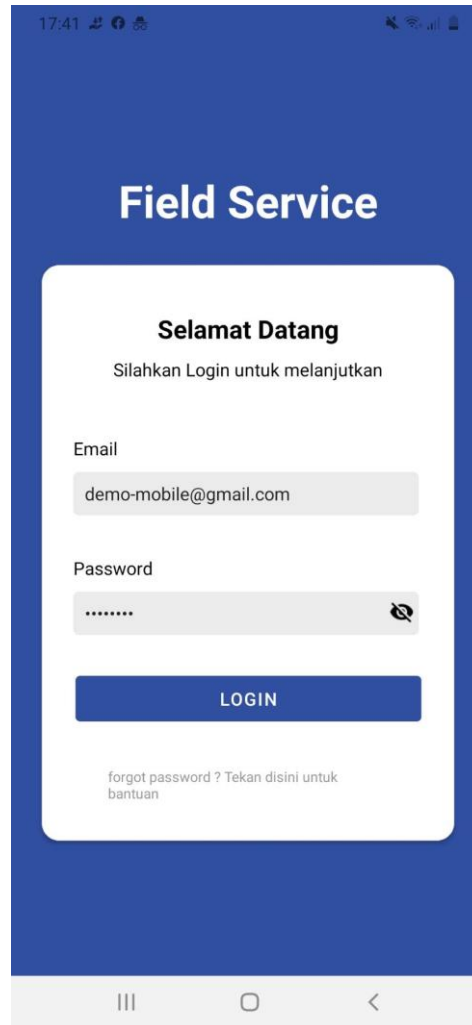 17:41
Field Service
Selamat Datang
Silahkan Login untuk melanjutkan
Email
demo-mobile@gmail.com
Password
••••••••
LOGIN
forgot password ? Tekan disini untuk
bantuan